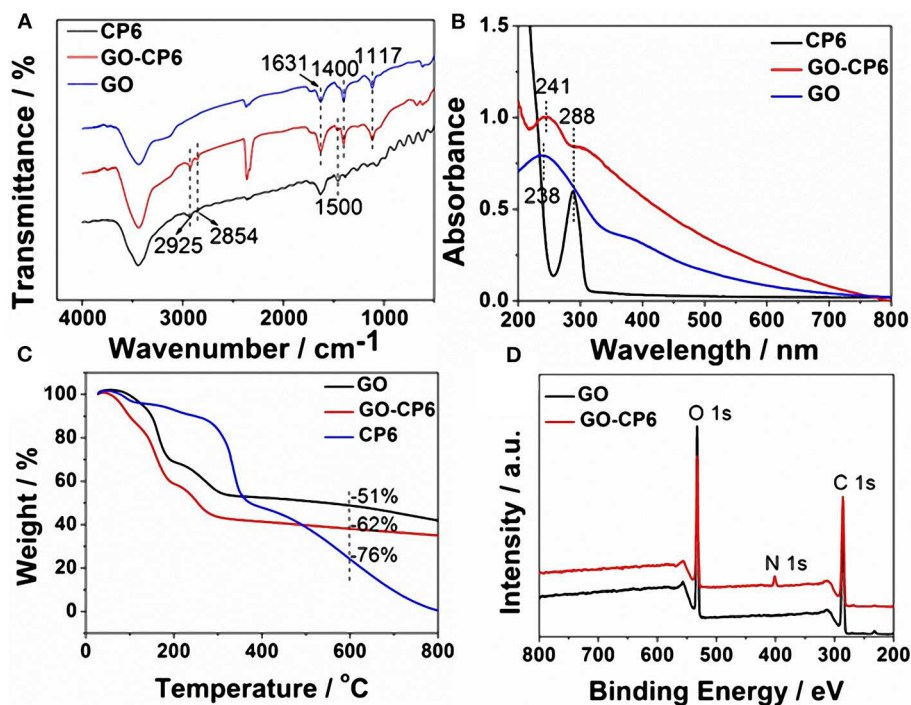 A
CP6
GO-CP6
GO
1631
1400
1117
1500
2925
2854
Transmittance / %
4000
3000
2000
1000
Wavenumber / cm-1
B
CP6
GO-CP6
GO
241
288
238
Absorbance
1.5
1.0
0.5
0.0
200
300
400
500
600
700
800
Wavelength / nm
C
GO
GO-CP6
CP6
-51%
-62%
-76%
Weight / %
100
80
60
40
20
0
0
200
400
600
800
Temperature / °C
D
GO
GO-CP6
O 1s
C 1s
N 1s
Intensity / a.u.
800
700
600
500
400
300
200
Binding Energy / eV